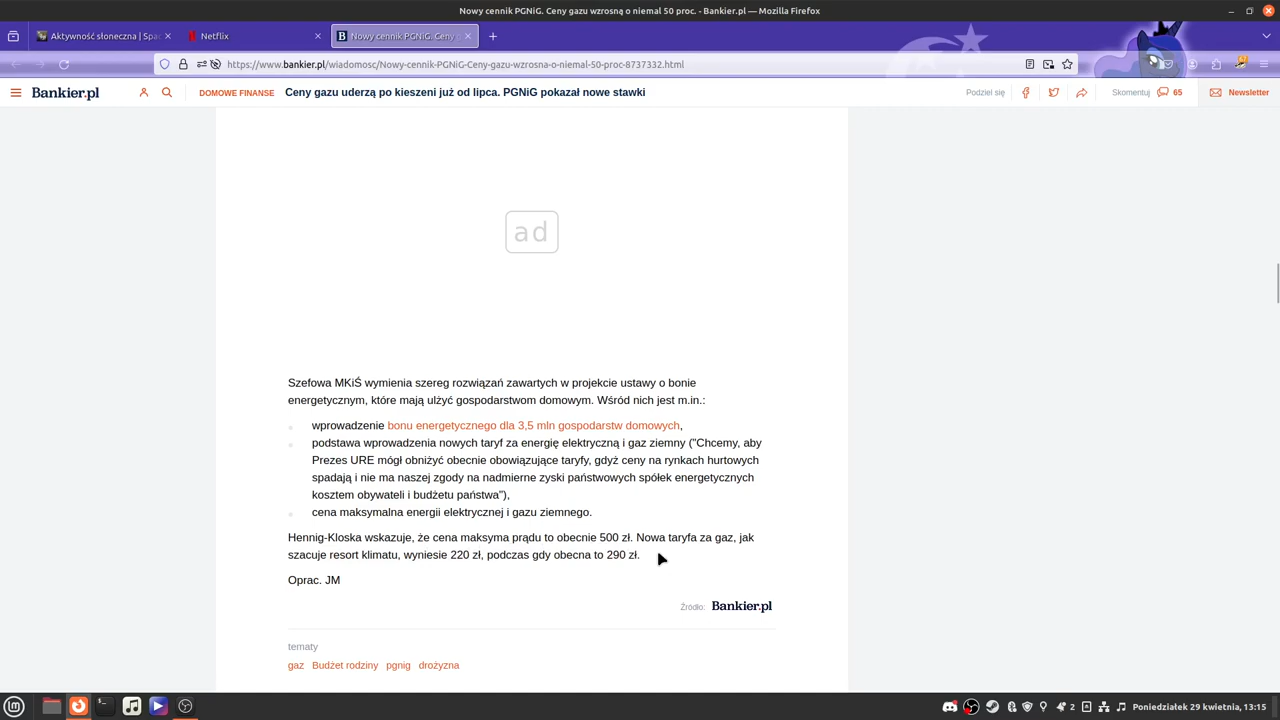 Nowy cennik PGNiG. Ceny gazu wzrosną o niemal 50 proc. - Bankier.pl — Mozilla Firefox
Aktywność słoneczna | Spac
Netflix
Nowy cennik PGNiG. Ceny g
https://www.bankier.pl/wiadomosc/Nowy-cennik-PGNiG-Ceny-gazu-wzrosna-o-niemal-50-proc-8737332.html
Bankier.pl
DOMOWE FINANSE
Ceny gazu uderzą po kieszeni już od lipca. PGNiG pokazał nowe stawki
Podziel się
Skomentuj
65
Newsletter
ad
Szefowa MKiŚ wymienia szereg rozwiązań zawartych w projekcie ustawy o bonie
energetycznym, które mają ulżyć gospodarstwom domowym. Wśród nich jest m.in.:
wprowadzenie bonu energetycznego dla 3,5 mln gospodarstw domowych,
podstawa wprowadzenia nowych taryf za energię elektryczną i gaz ziemny ("Chcemy, aby
Prezes URE mógł obniżyć obecnie obowiązujące taryfy, gdyż ceny na rynkach hurtowych
spadają i nie ma naszej zgody na nadmierne zyski państwowych spółek energetycznych
kosztem obywateli i budżetu państwa"),
cena maksymalna energii elektrycznej i gazu ziemnego.
Hennig-Kloska wskazuje, że cena maksyma prądu to obecnie 500 zł. Nowa taryfa za gaz, jak
szacuje resort klimatu, wyniesie 220 zł, podczas gdy obecna to 290 zł.
Oprac. JM
Źródło: Bankier.pl
tematy
gaz Budżet rodziny pgnig drożyzna
2
Poniedziałek 29 kwietnia, 13:15